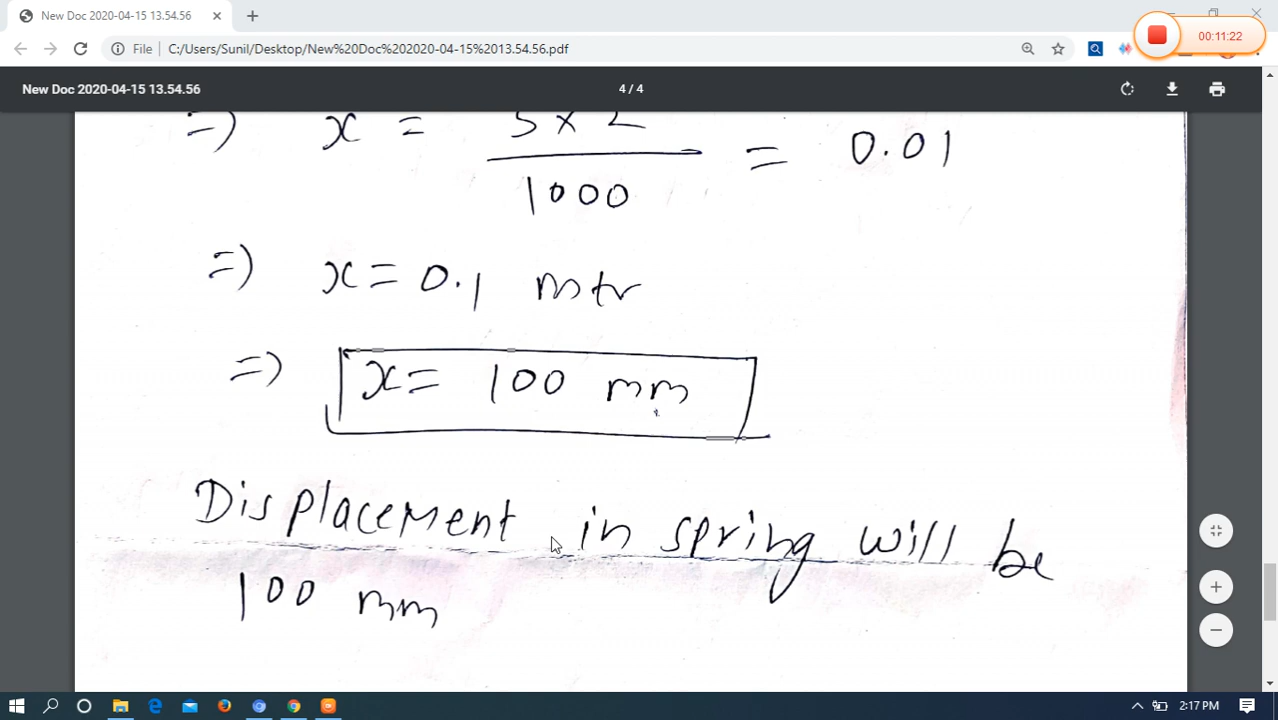 New Doc 2020-04-15 13.54.56
00:11:22
File C:/Users/Sunil/Desktop/New%20Doc%202020-04-15%2013.54.56.pdf
New Doc 2020-04-15 13.54.56 4 / 4
=) x = 5 x 2 / 1000 = 0.01
=) x = 0.1 mtr
=) x = 100 mm
Displacement in spring will be
100 mm
2:17 PM